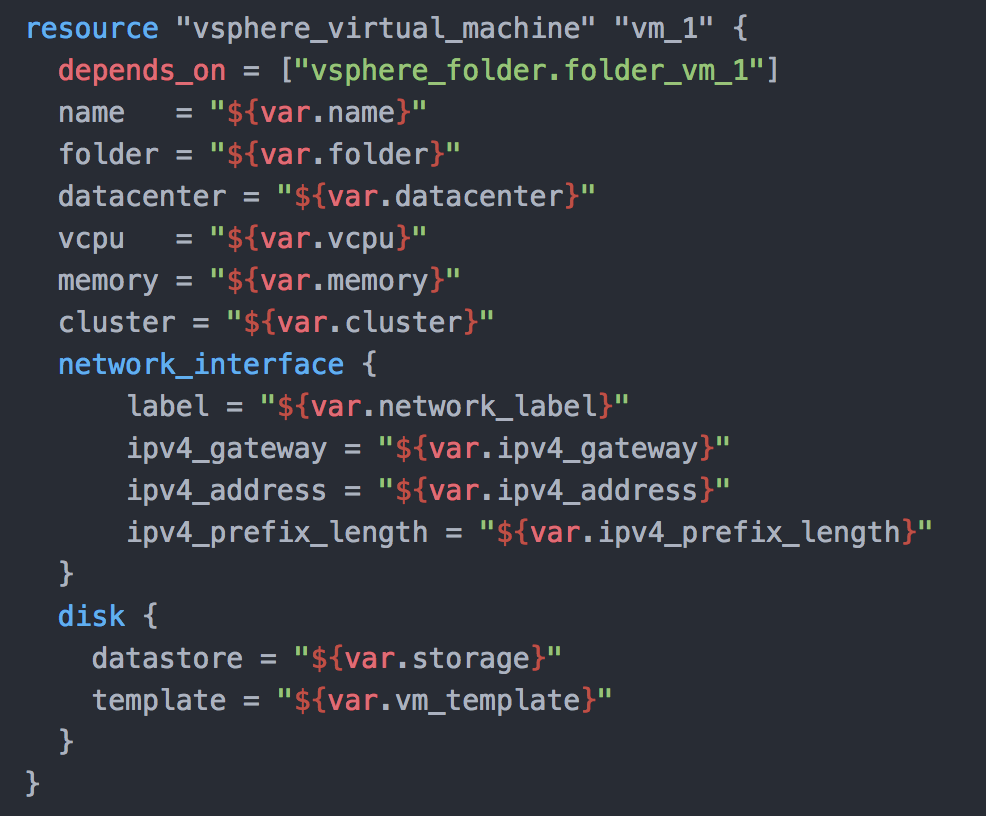 resource "vsphere_virtual_machine" "vm_1" {
  depends_on = ["vsphere_folder.folder_vm_1"]
  name   = "${var.name}"
  folder = "${var.folder}"
  datacenter = "${var.datacenter}"
  vcpu   = "${var.vcpu}"
  memory = "${var.memory}"
  cluster = "${var.cluster}"
  network_interface {
      label = "${var.network_label}"
      ipv4_gateway = "${var.ipv4_gateway}"
      ipv4_address = "${var.ipv4_address}"
      ipv4_prefix_length = "${var.ipv4_prefix_length}"
  }
  disk {
    datastore = "${var.storage}"
    template = "${var.vm_template}"
  }
}